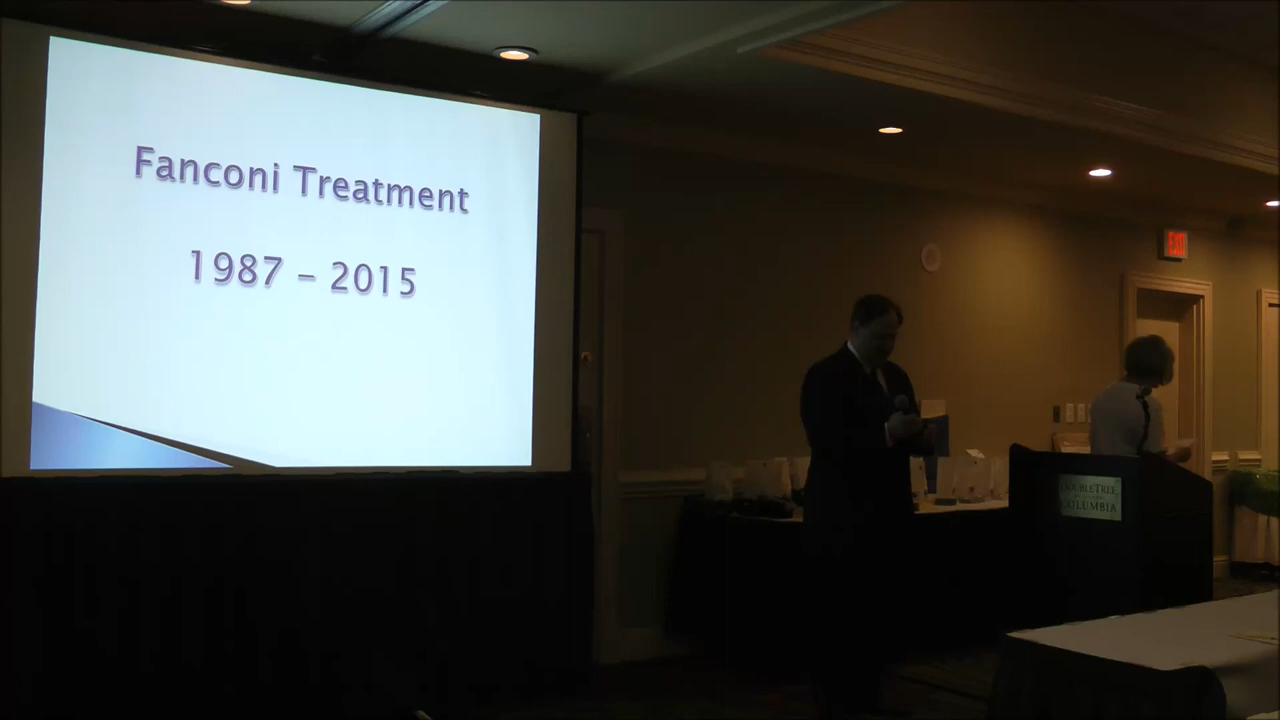 Fanconi Treatment
1987 – 2015
EXIT
DOUBLETREE
COLUMBIA